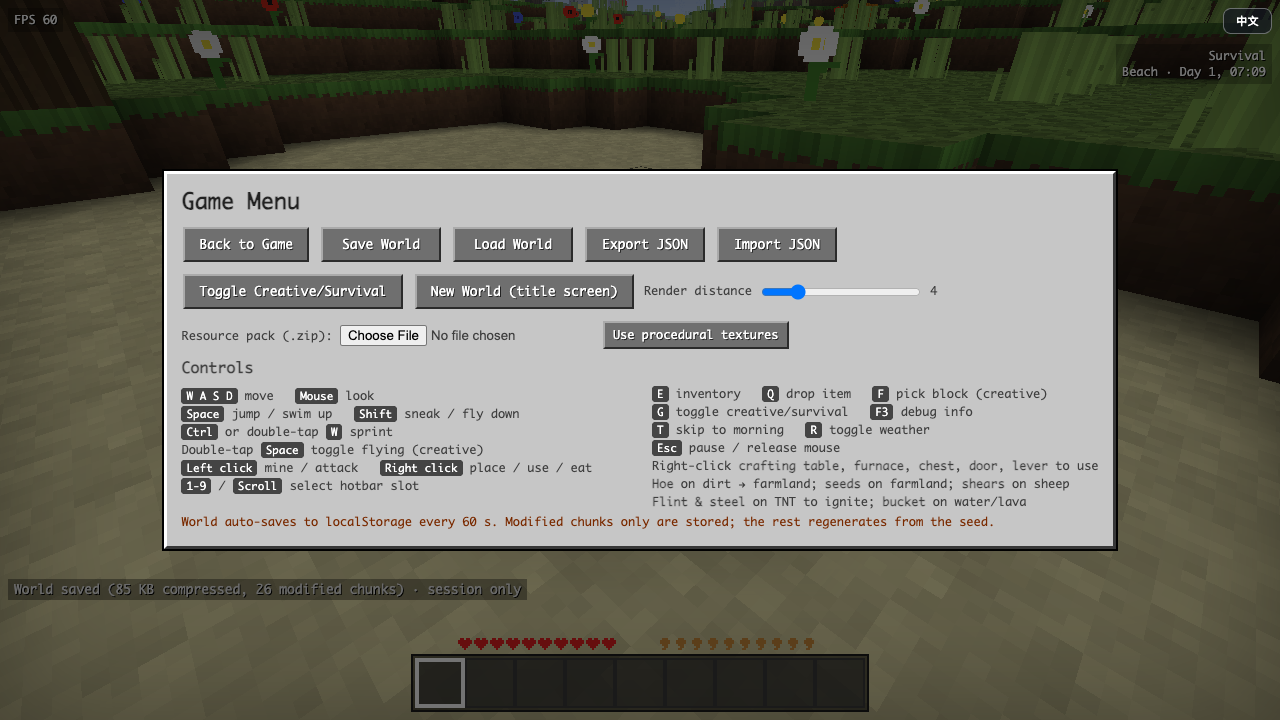 FPS 60
中文
Survival
Beach · Day 1, 07:09
Game Menu
Back to Game Save World Load World Export JSON Import JSON
Toggle Creative/Survival New World (title screen) Render distance 4
Resource pack (.zip): Choose File No file chosen Use procedural textures
Controls
W A S D move Mouse look
Space jump / swim up Shift sneak / fly down
Ctrl or double-tap W sprint
Double-tap Space toggle flying (creative)
Left click mine / attack Right click place / use / eat
1-9 / Scroll select hotbar slot
E inventory Q drop item F pick block (creative)
G toggle creative/survival F3 debug info
T skip to morning R toggle weather
Esc pause / release mouse
Right-click crafting table, furnace, chest, door, lever to use
Hoe on dirt → farmland; seeds on farmland; shears on sheep
Flint & steel on TNT to ignite; bucket on water/lava
World auto-saves to localStorage every 60 s. Modified chunks only are stored; the rest regenerates from the seed.
World saved (85 KB compressed, 26 modified chunks) · session only